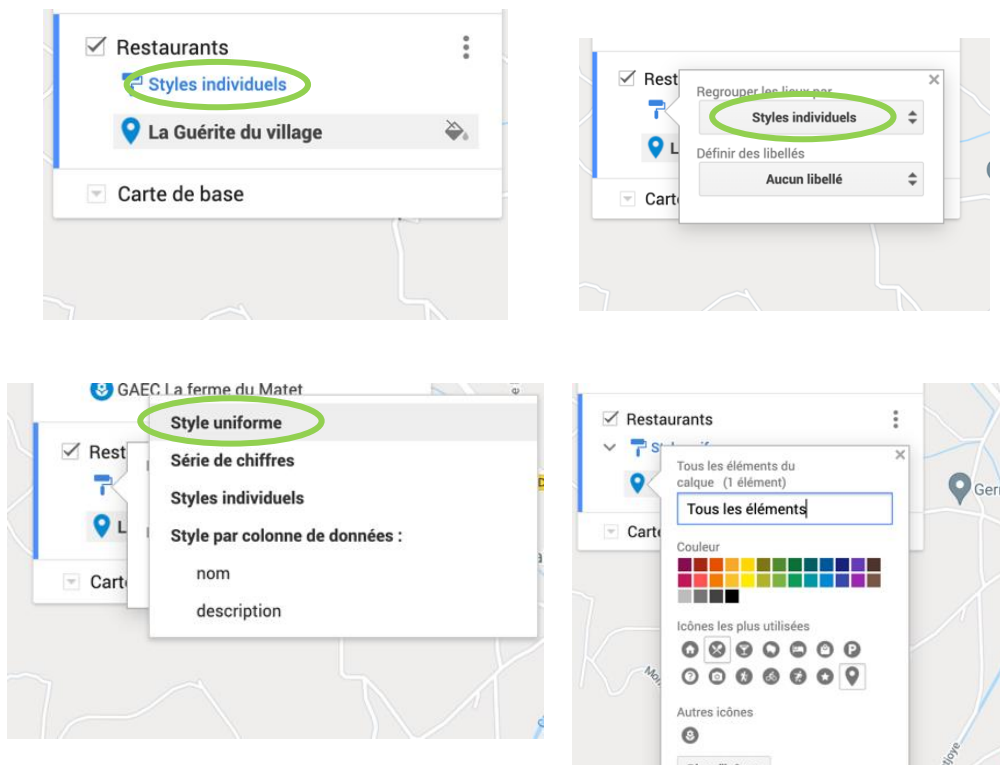 Restaurants
Styles individuels
La Guérite du village
Carte de base
Rest
Regrouper les lieux par
Styles individuels
L
Définir des libellés
Aucun libellé
Cart
GAEC La ferme du Matet
Style uniforme
Rest
Série de chiffres
Styles individuels
L
Style par colonne de données :
Cart
nom
description
Restaurants
Tous les éléments du
calque (1 élément)
Gerr
Tous les éléments
Carte
Couleur
Icônes les plus utilisées
Autres icônes